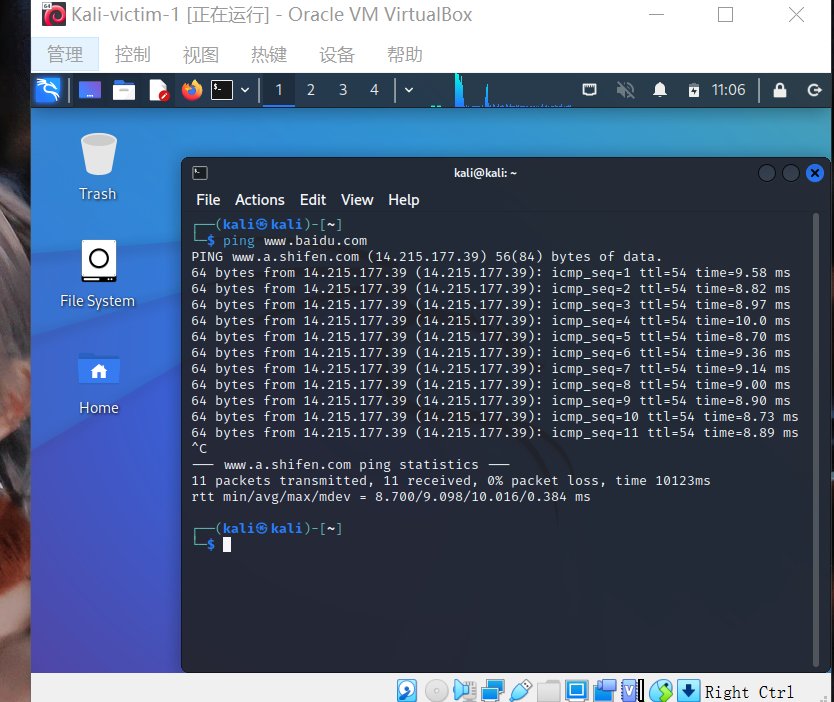 Kali-victim-1 [正在运行] - Oracle VM VirtualBox
管理 控制 视图 热键 设备 帮助
1 2 3 4 11:06
Trash
File System
Home
kali@kali: ~
File Actions Edit View Help
┌──(kali㉿kali)-[~]
└─$ ping www.baidu.com
PING www.a.shifen.com (14.215.177.39) 56(84) bytes of data.
64 bytes from 14.215.177.39 (14.215.177.39): icmp_seq=1 ttl=54 time=9.58 ms
64 bytes from 14.215.177.39 (14.215.177.39): icmp_seq=2 ttl=54 time=8.82 ms
64 bytes from 14.215.177.39 (14.215.177.39): icmp_seq=3 ttl=54 time=8.97 ms
64 bytes from 14.215.177.39 (14.215.177.39): icmp_seq=4 ttl=54 time=10.0 ms
64 bytes from 14.215.177.39 (14.215.177.39): icmp_seq=5 ttl=54 time=8.70 ms
64 bytes from 14.215.177.39 (14.215.177.39): icmp_seq=6 ttl=54 time=9.36 ms
64 bytes from 14.215.177.39 (14.215.177.39): icmp_seq=7 ttl=54 time=9.14 ms
64 bytes from 14.215.177.39 (14.215.177.39): icmp_seq=8 ttl=54 time=9.00 ms
64 bytes from 14.215.177.39 (14.215.177.39): icmp_seq=9 ttl=54 time=8.90 ms
64 bytes from 14.215.177.39 (14.215.177.39): icmp_seq=10 ttl=54 time=8.73 ms
64 bytes from 14.215.177.39 (14.215.177.39): icmp_seq=11 ttl=54 time=8.89 ms
^C
--- www.a.shifen.com ping statistics ---
11 packets transmitted, 11 received, 0% packet loss, time 10123ms
rtt min/avg/max/mdev = 8.700/9.098/10.016/0.384 ms
┌──(kali㉿kali)-[~]
└─$
Right Ctrl